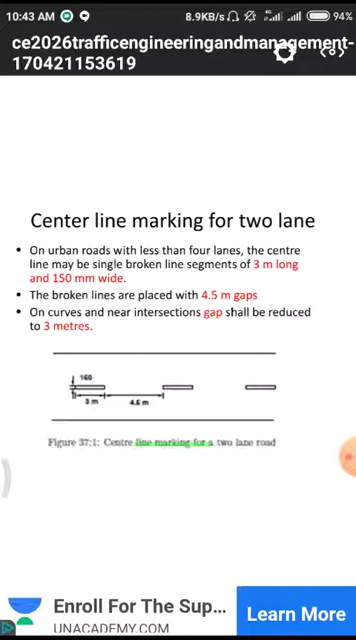 10:43 AM 8.9KB/s 4G 94%
ce2026trafficengineeringandmanagement-
170421153619
Center line marking for two lane
• On urban roads with less than four lanes, the centre
line may be single broken line segments of 3 m long
and 150 mm wide.
• The broken lines are placed with 4.5 m gaps
• On curves and near intersections gap shall be reduced
to 3 metres.
160
3 m 4.5 m
Figure 37:1: Centre line marking for a two lane road
Enroll For The Sup...
UNACADEMY.COM
Learn More